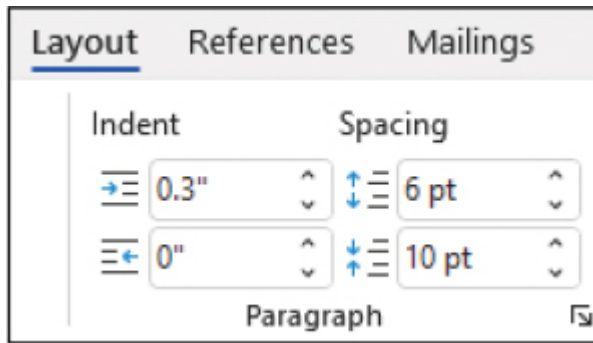 Layout References Mailings
Indent Spacing
0.3" 6 pt
0" 10 pt
Paragraph